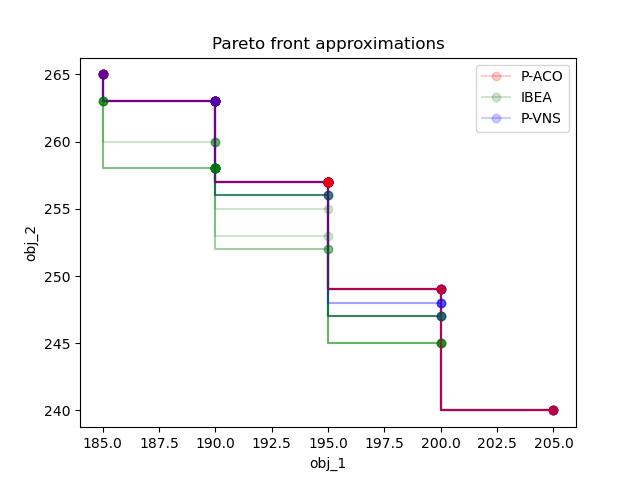 Pareto front approximations
P-ACO
IBEA
P-VNS
265
260
255
250
245
240
obj_2
185.0 187.5 190.0 192.5 195.0 197.5 200.0 202.5 205.0
obj_1